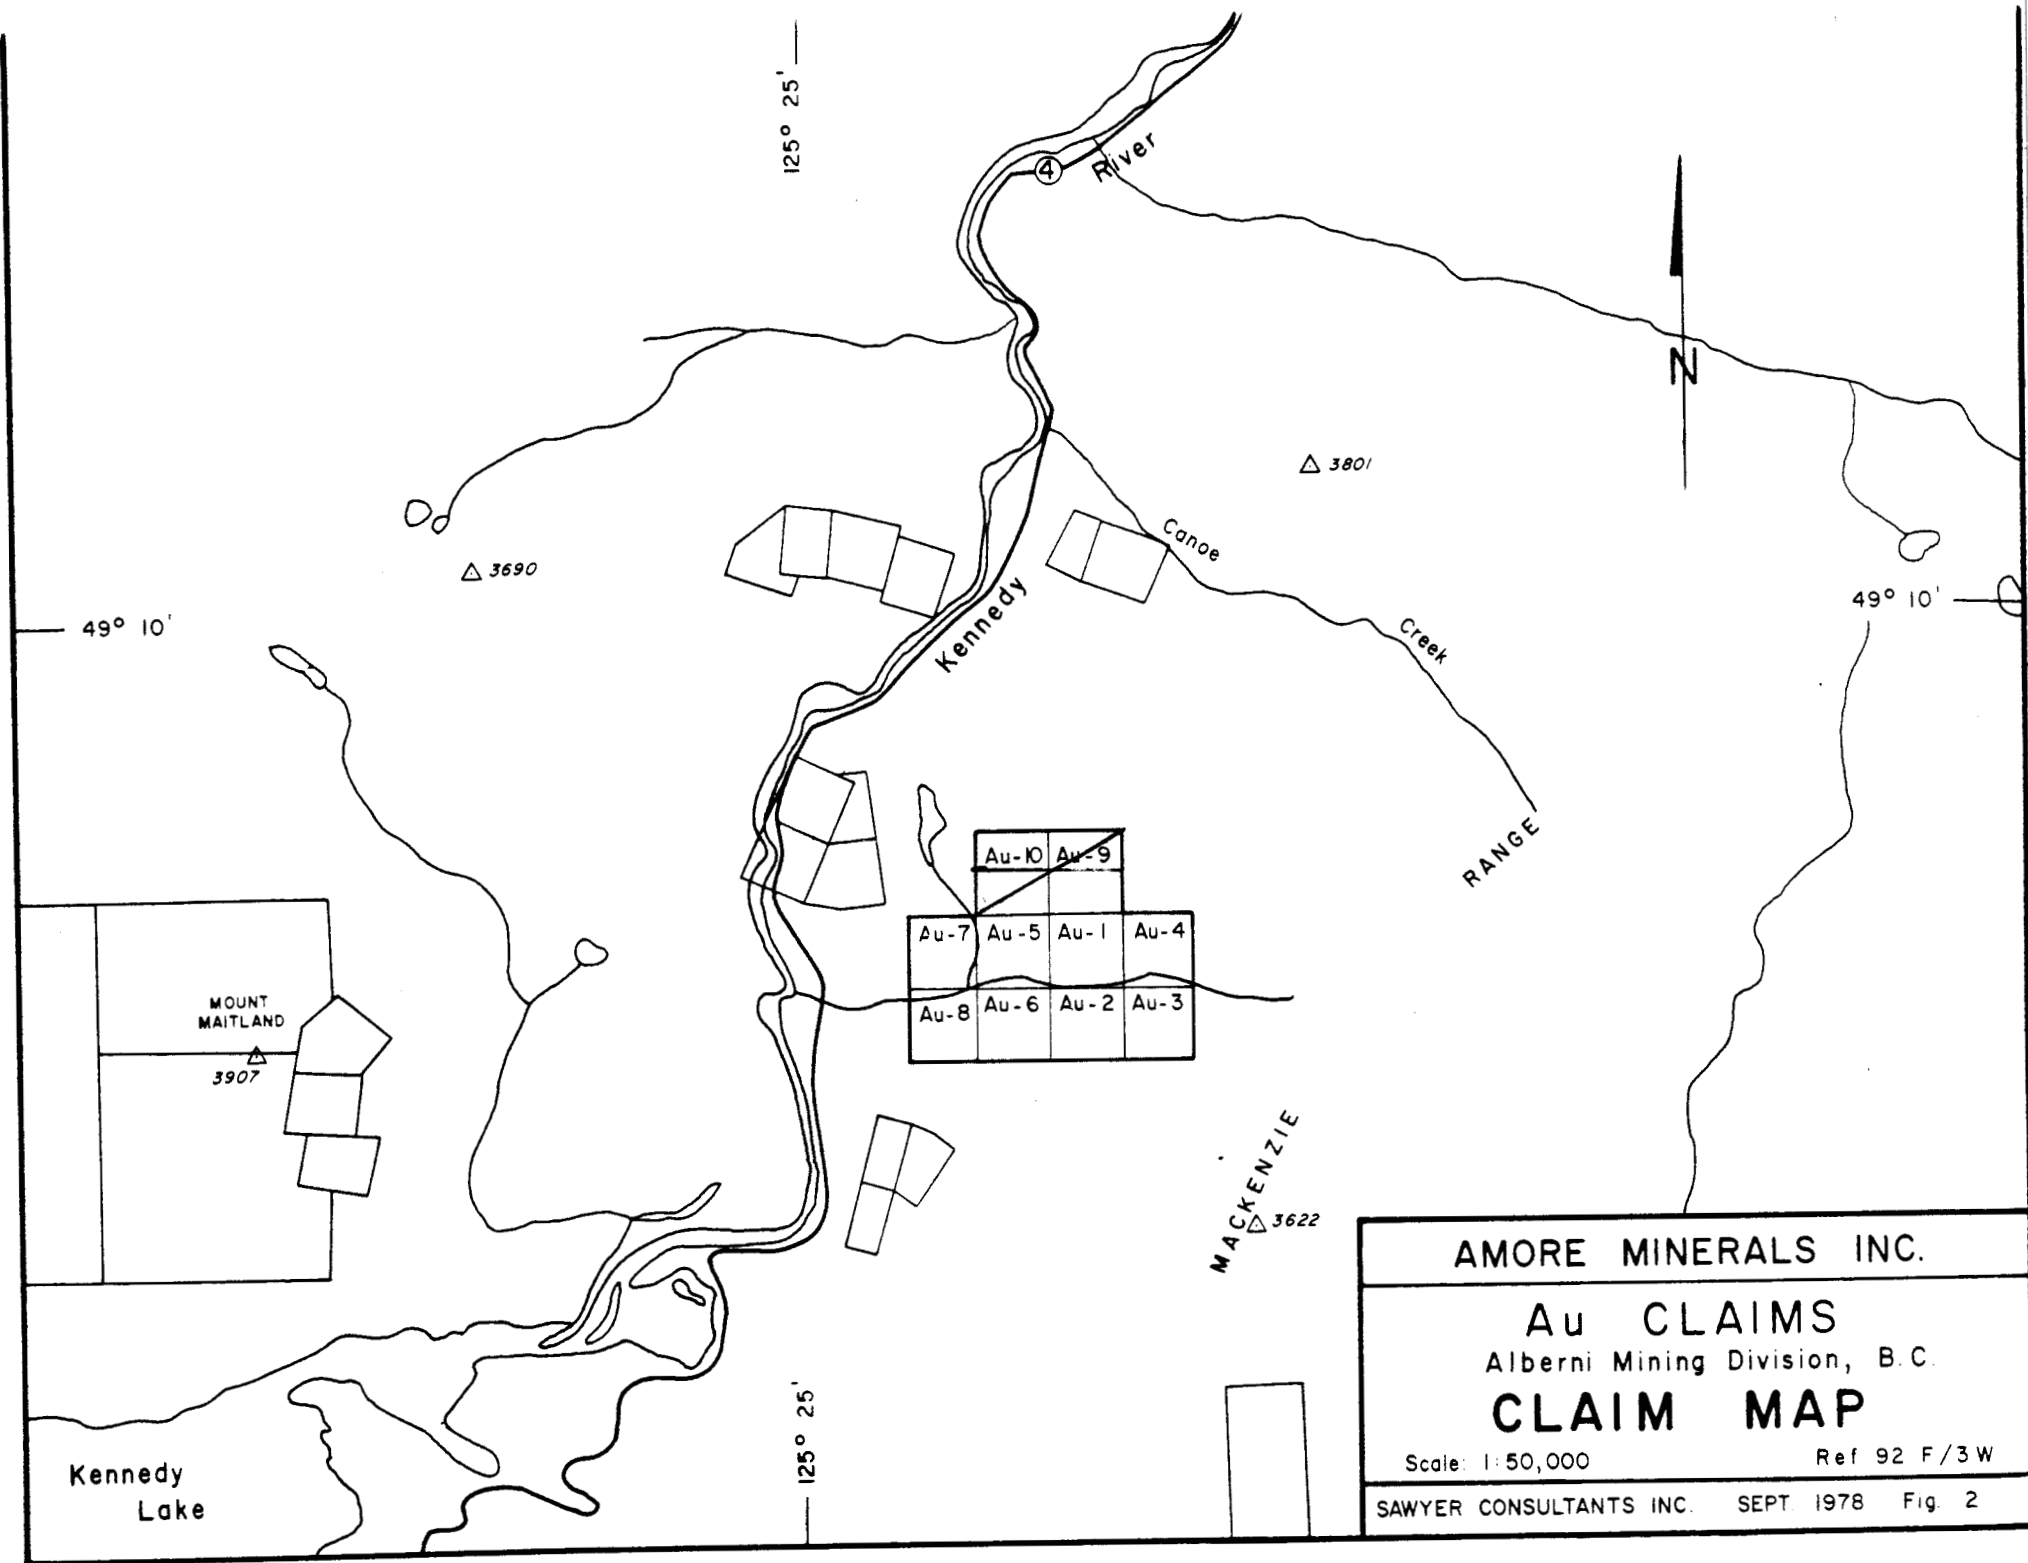 125° 25'
4
River
N
3801
Canoe
3690
49° 10'
49° 10'
Kennedy
Creek
RANGE
Au-10 Au-9
Au-7 Au-5 Au-1 Au-4
Au-8 Au-6 Au-2 Au-3
MOUNT
MAITLAND
3907
MACKENZIE
3622
AMORE MINERALS INC.
Au CLAIMS
Alberni Mining Division, B.C.
CLAIM MAP
Scale: 1:50,000 Ref 92 F/3W
SAWYER CONSULTANTS INC. SEPT. 1978 Fig. 2
125° 25'
Kennedy
Lake